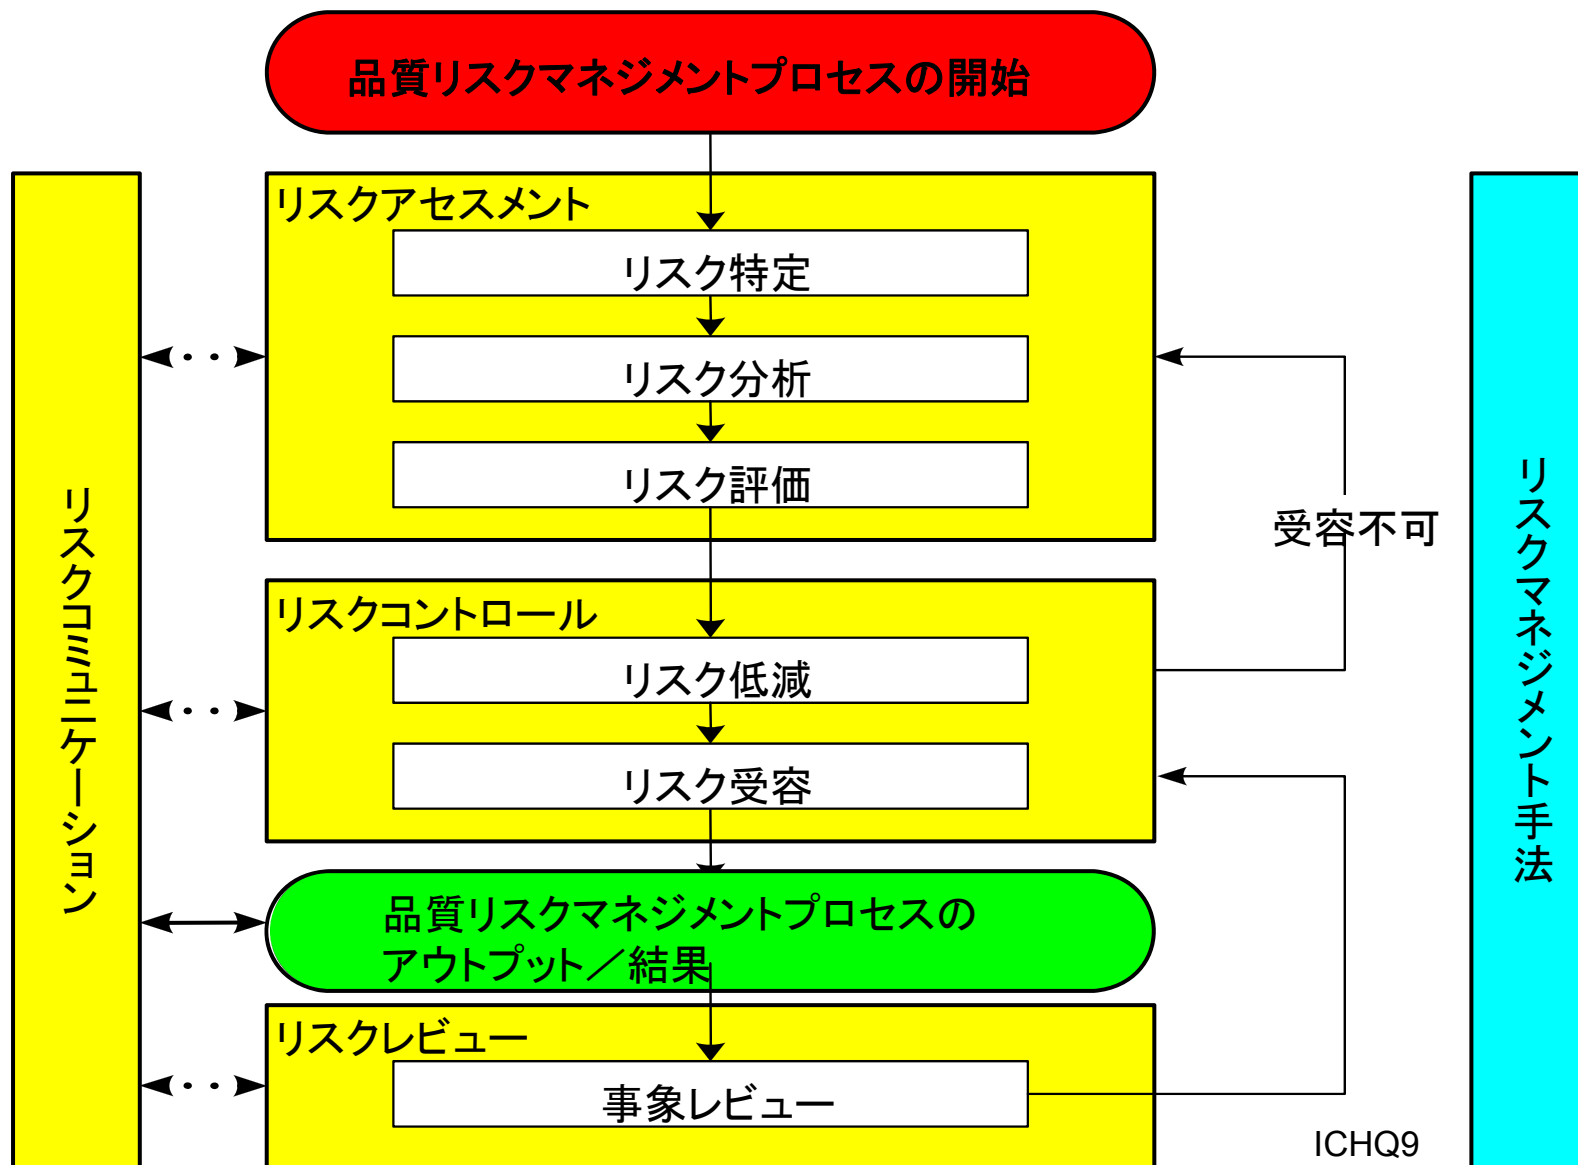 品質リスクマネジメントプロセスの開始
リスクアセスメント
リスク特定
リスク分析
リスク評価
受容不可
リスクコントロール
リスク低減
リスク受容
品質リスクマネジメントプロセスの
アウトプット／結果
リスクレビュー
事象レビュー
リスクコミュニケーション
リスクマネジメント手法
ICHQ9